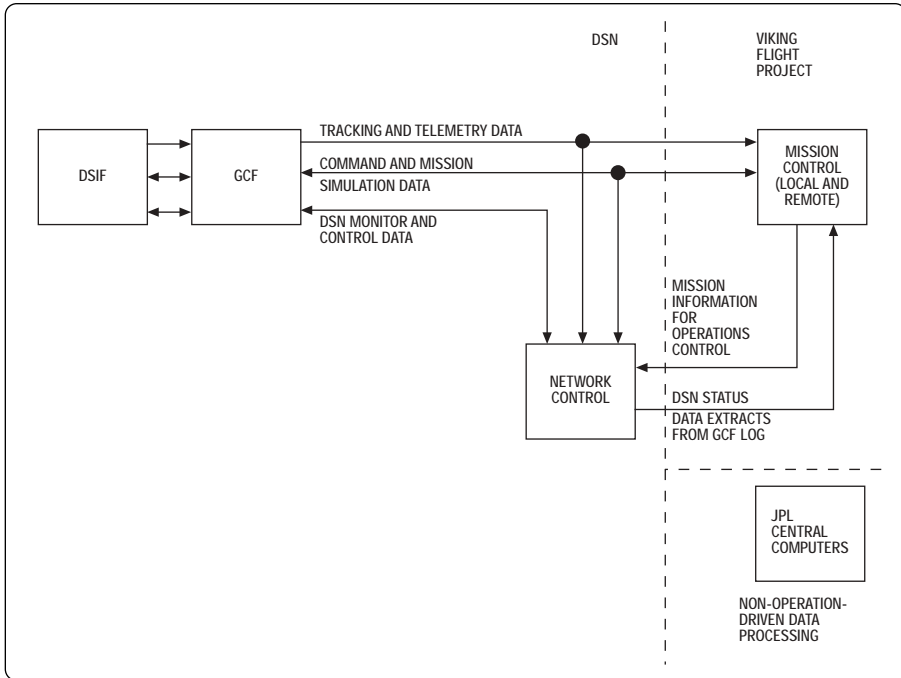 DSN
VIKING
FLIGHT
PROJECT
TRACKING AND TELEMETRY DATA
DSIF
GCF
COMMAND AND MISSION
SIMULATION DATA
DSN MONITOR AND
CONTROL DATA
MISSION
CONTROL
(LOCAL AND
REMOTE)
MISSION
INFORMATION
FOR
OPERATIONS
CONTROL
NETWORK
CONTROL
DSN STATUS
DATA EXTRACTS
FROM GCF LOG
JPL
CENTRAL
COMPUTERS
NON-OPERATION-
DRIVEN DATA
PROCESSING